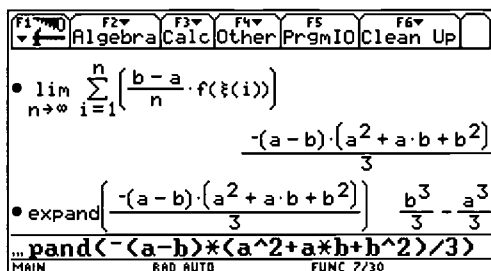 F1 F2 F3 F4 F5 F6
Algebra Calc Other PrgmIO Clean Up
• lim n→∞ Σ i=1 n ((b - a)/n · f(ξ(i)))
-(a - b)·(a² + a·b + b²)/3
• expand(-(a - b)·(a² + a·b + b²)/3) b³/3 - a³/3
…pand(-(a-b)*(a^2+a*b+b^2)/3)
MAIN RAD AUTO FUNC 7/30